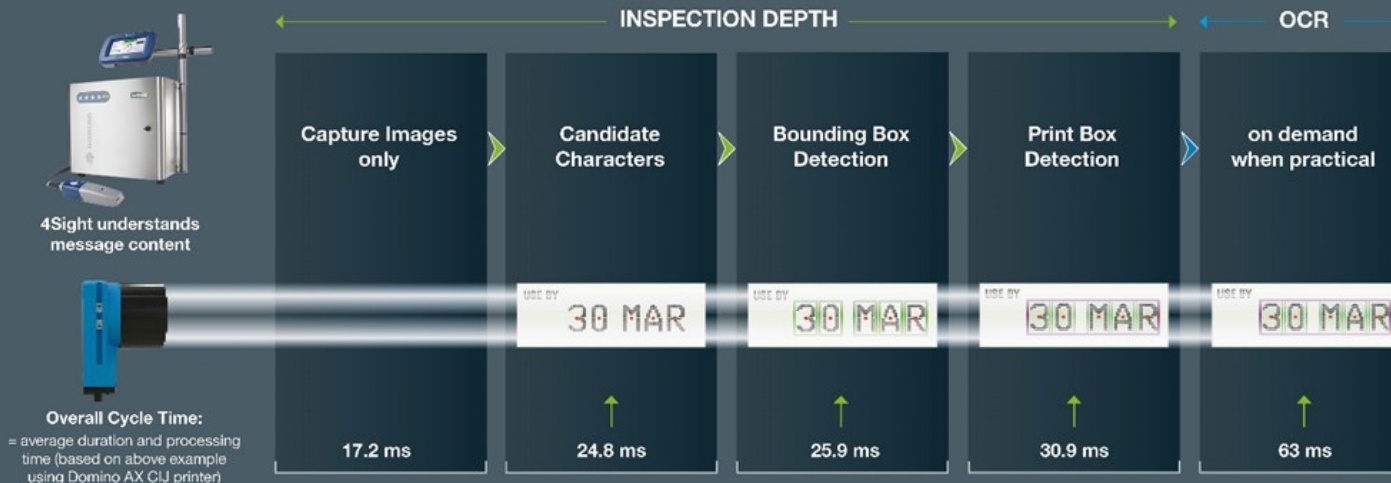 INSPECTION DEPTH
OCR
Capture Images
only
Candidate
Characters
Bounding Box
Detection
Print Box
Detection
on demand
when practical
4Sight understands
message content
USE BY
30 MAR
USE BY
30 MAR
USE BY
30 MAR
USE BY
30 MAR
Overall Cycle Time:
= average duration and processing
time (based on above example
using Domino AX CIJ printer)
17.2 ms
24.8 ms
25.9 ms
30.9 ms
63 ms